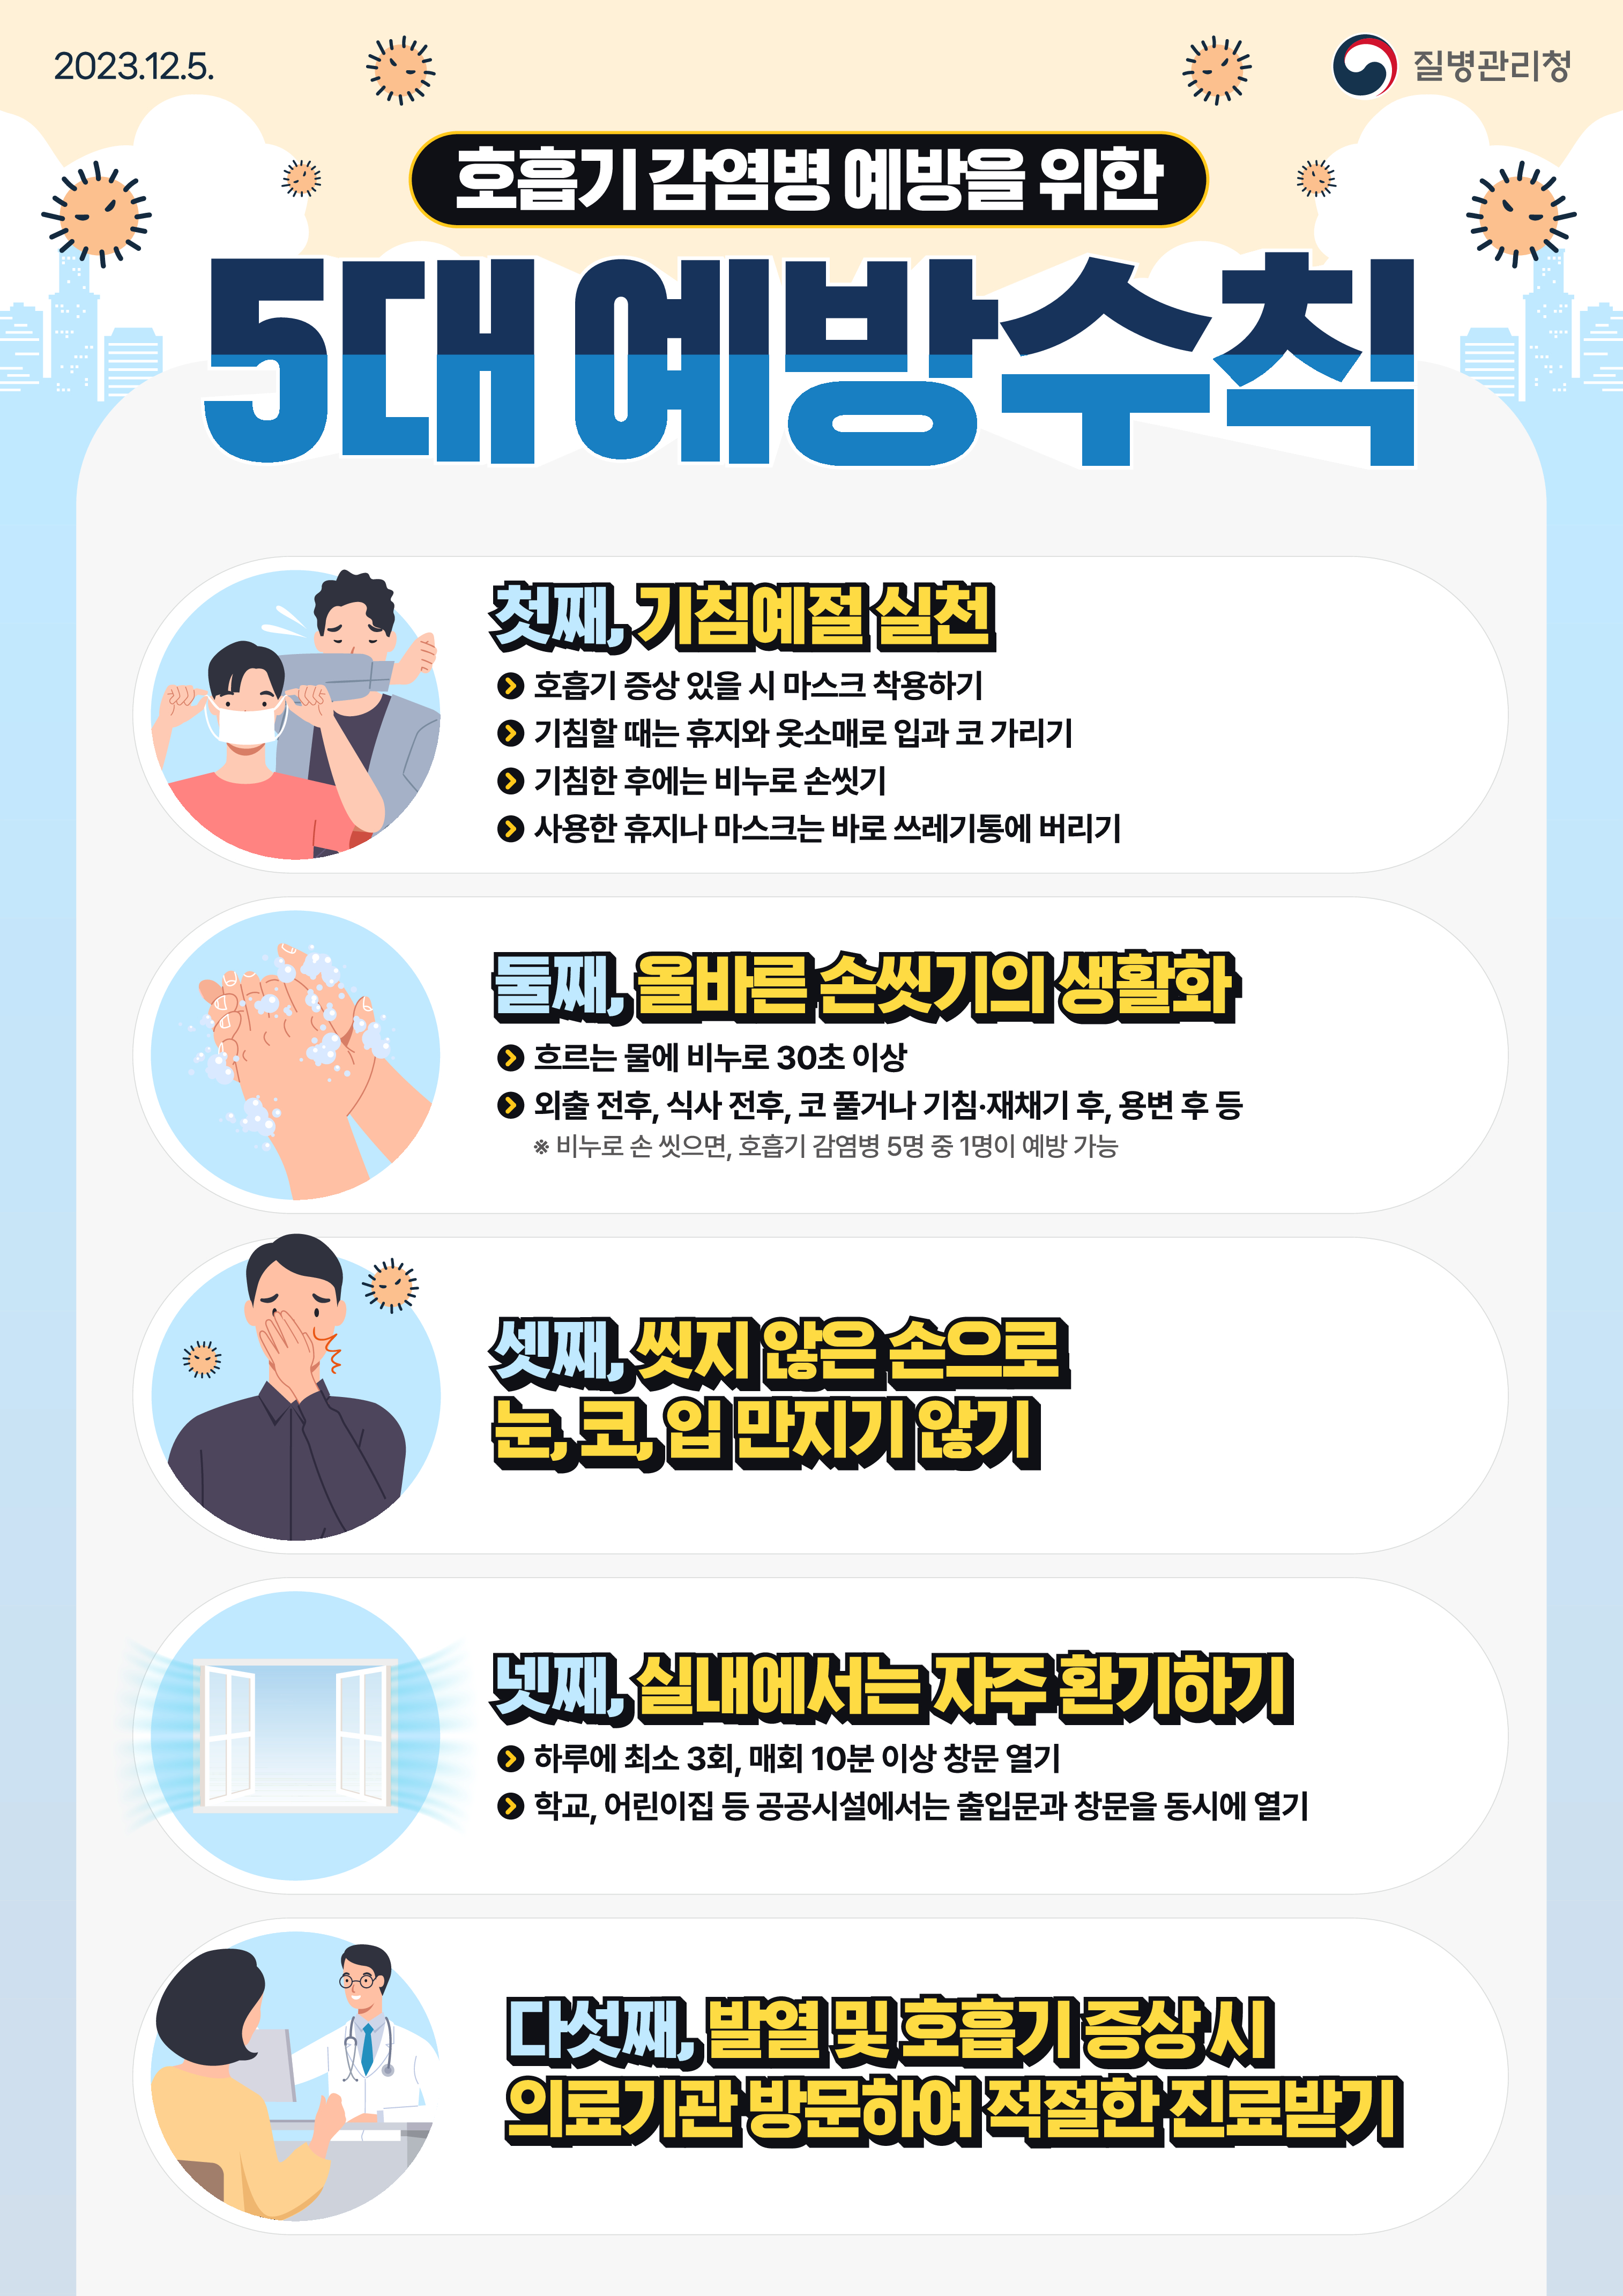 2023.12.5.
질병관리청
호흡기 감염병 예방을 위한
5대 예방수칙
첫째, 기침예절 실천
호흡기 증상 있을 시 마스크 착용하기
기침할 때는 휴지와 옷소매로 입과 코 가리기
기침한 후에는 비누로 손씻기
사용한 휴지나 마스크는 바로 쓰레기통에 버리기
둘째, 올바른 손씻기의 생활화
흐르는 물에 비누로 30초 이상
외출 전후, 식사 전후, 코 풀거나 기침·재채기 후, 용변 후 등
※ 비누로 손 씻으면, 호흡기 감염병 5명 중 1명이 예방 가능
셋째, 씻지 않은 손으로
눈, 코, 입 만지기 않기
넷째, 실내에서는 자주 환기하기
하루에 최소 3회, 매회 10분 이상 창문 열기
학교, 어린이집 등 공공시설에서는 출입문과 창문을 동시에 열기
다섯째, 발열 및 호흡기 증상 시
의료기관 방문하여 적절한 진료받기